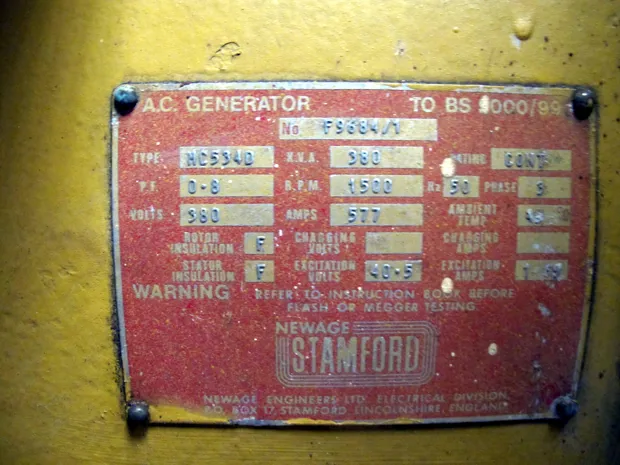 A.C. GENERATOR TO BS 5000/99
No F9684/1
TYPE HC534D K.V.A. 380 RATING CONT
P.F. 0-8 R.P.M. 1500 Hz 50 PHASE 3
VOLTS 380 AMPS 577 AMBIENT TEMP
ROTOR INSULATION F CHARGING VOLTS CHARGING AMPS
STATOR INSULATION F EXCITATION VOLTS 40-5 EXCITATION AMPS
WARNING REFER TO INSTRUCTION BOOK BEFORE
FLASH OR MEGGER TESTING
NEWAGE
STAMFORD
NEWAGE ENGINEERS LTD. ELECTRICAL DIVISION
P.O. BOX 17, STAMFORD LINCOLNSHIRE, ENGLAND